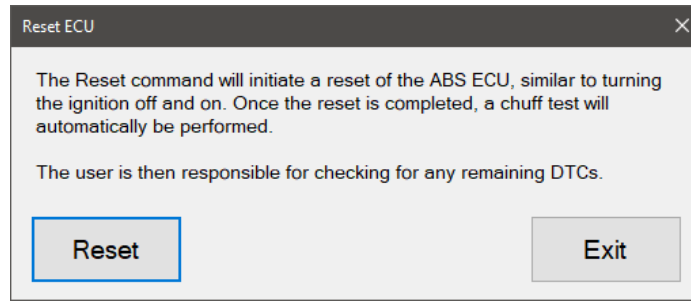 Reset ECU
The Reset command will initiate a reset of the ABS ECU, similar to turning
the ignition off and on. Once the reset is completed, a chuff test will
automatically be performed.
The user is then responsible for checking for any remaining DTCs.
Reset
Exit